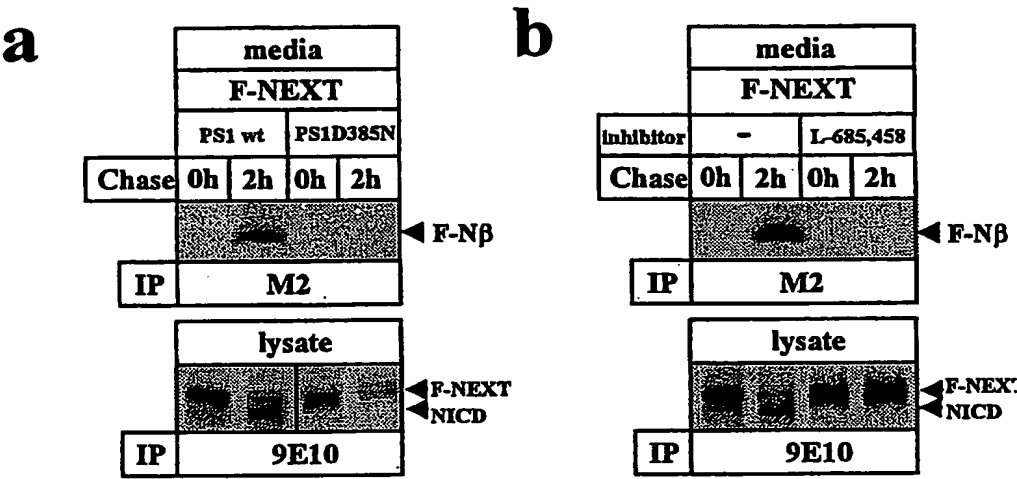 a
media
F-NEXT
PS1 wt PS1D385N
Chase 0h 2h 0h 2h
F-Nβ
IP M2
lysate
F-NEXT
NICD
IP 9E10
b
media
F-NEXT
inhibitor - L-685,458
Chase 0h 2h 0h 2h
F-Nβ
IP M2
lysate
F-NEX
NICD
IP 9E10